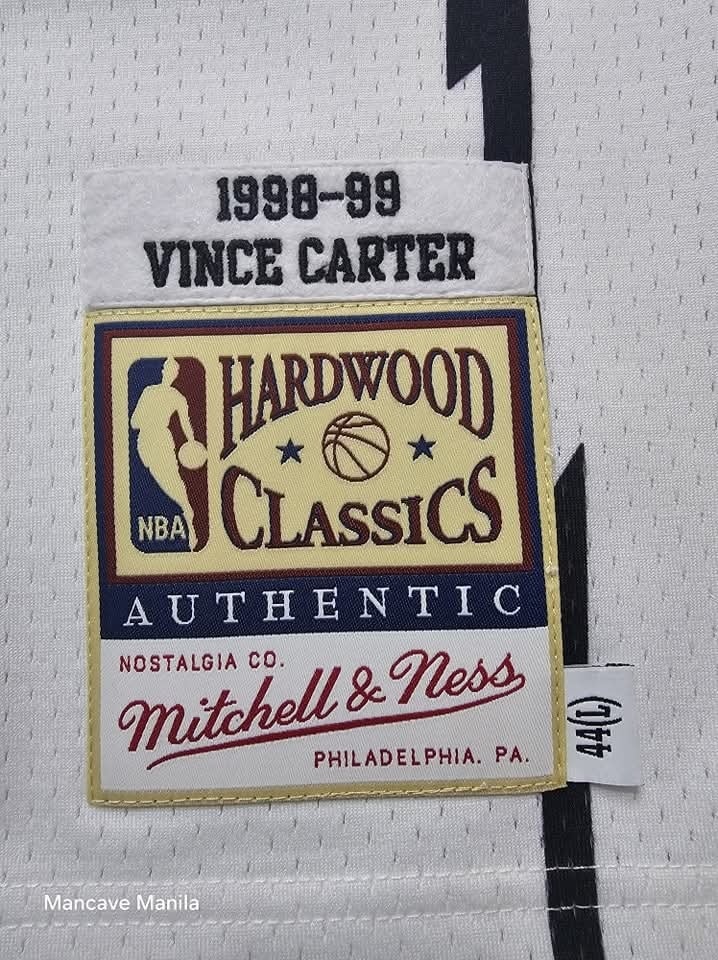 1998-99
VINCE CARTER
HARDWOOD
CLASSICS
NBA
AUTHENTIC
NOSTALGIA CO.
Mitchell & Ness
PHILADELPHIA. PA.
44(L)
Mancave Manila